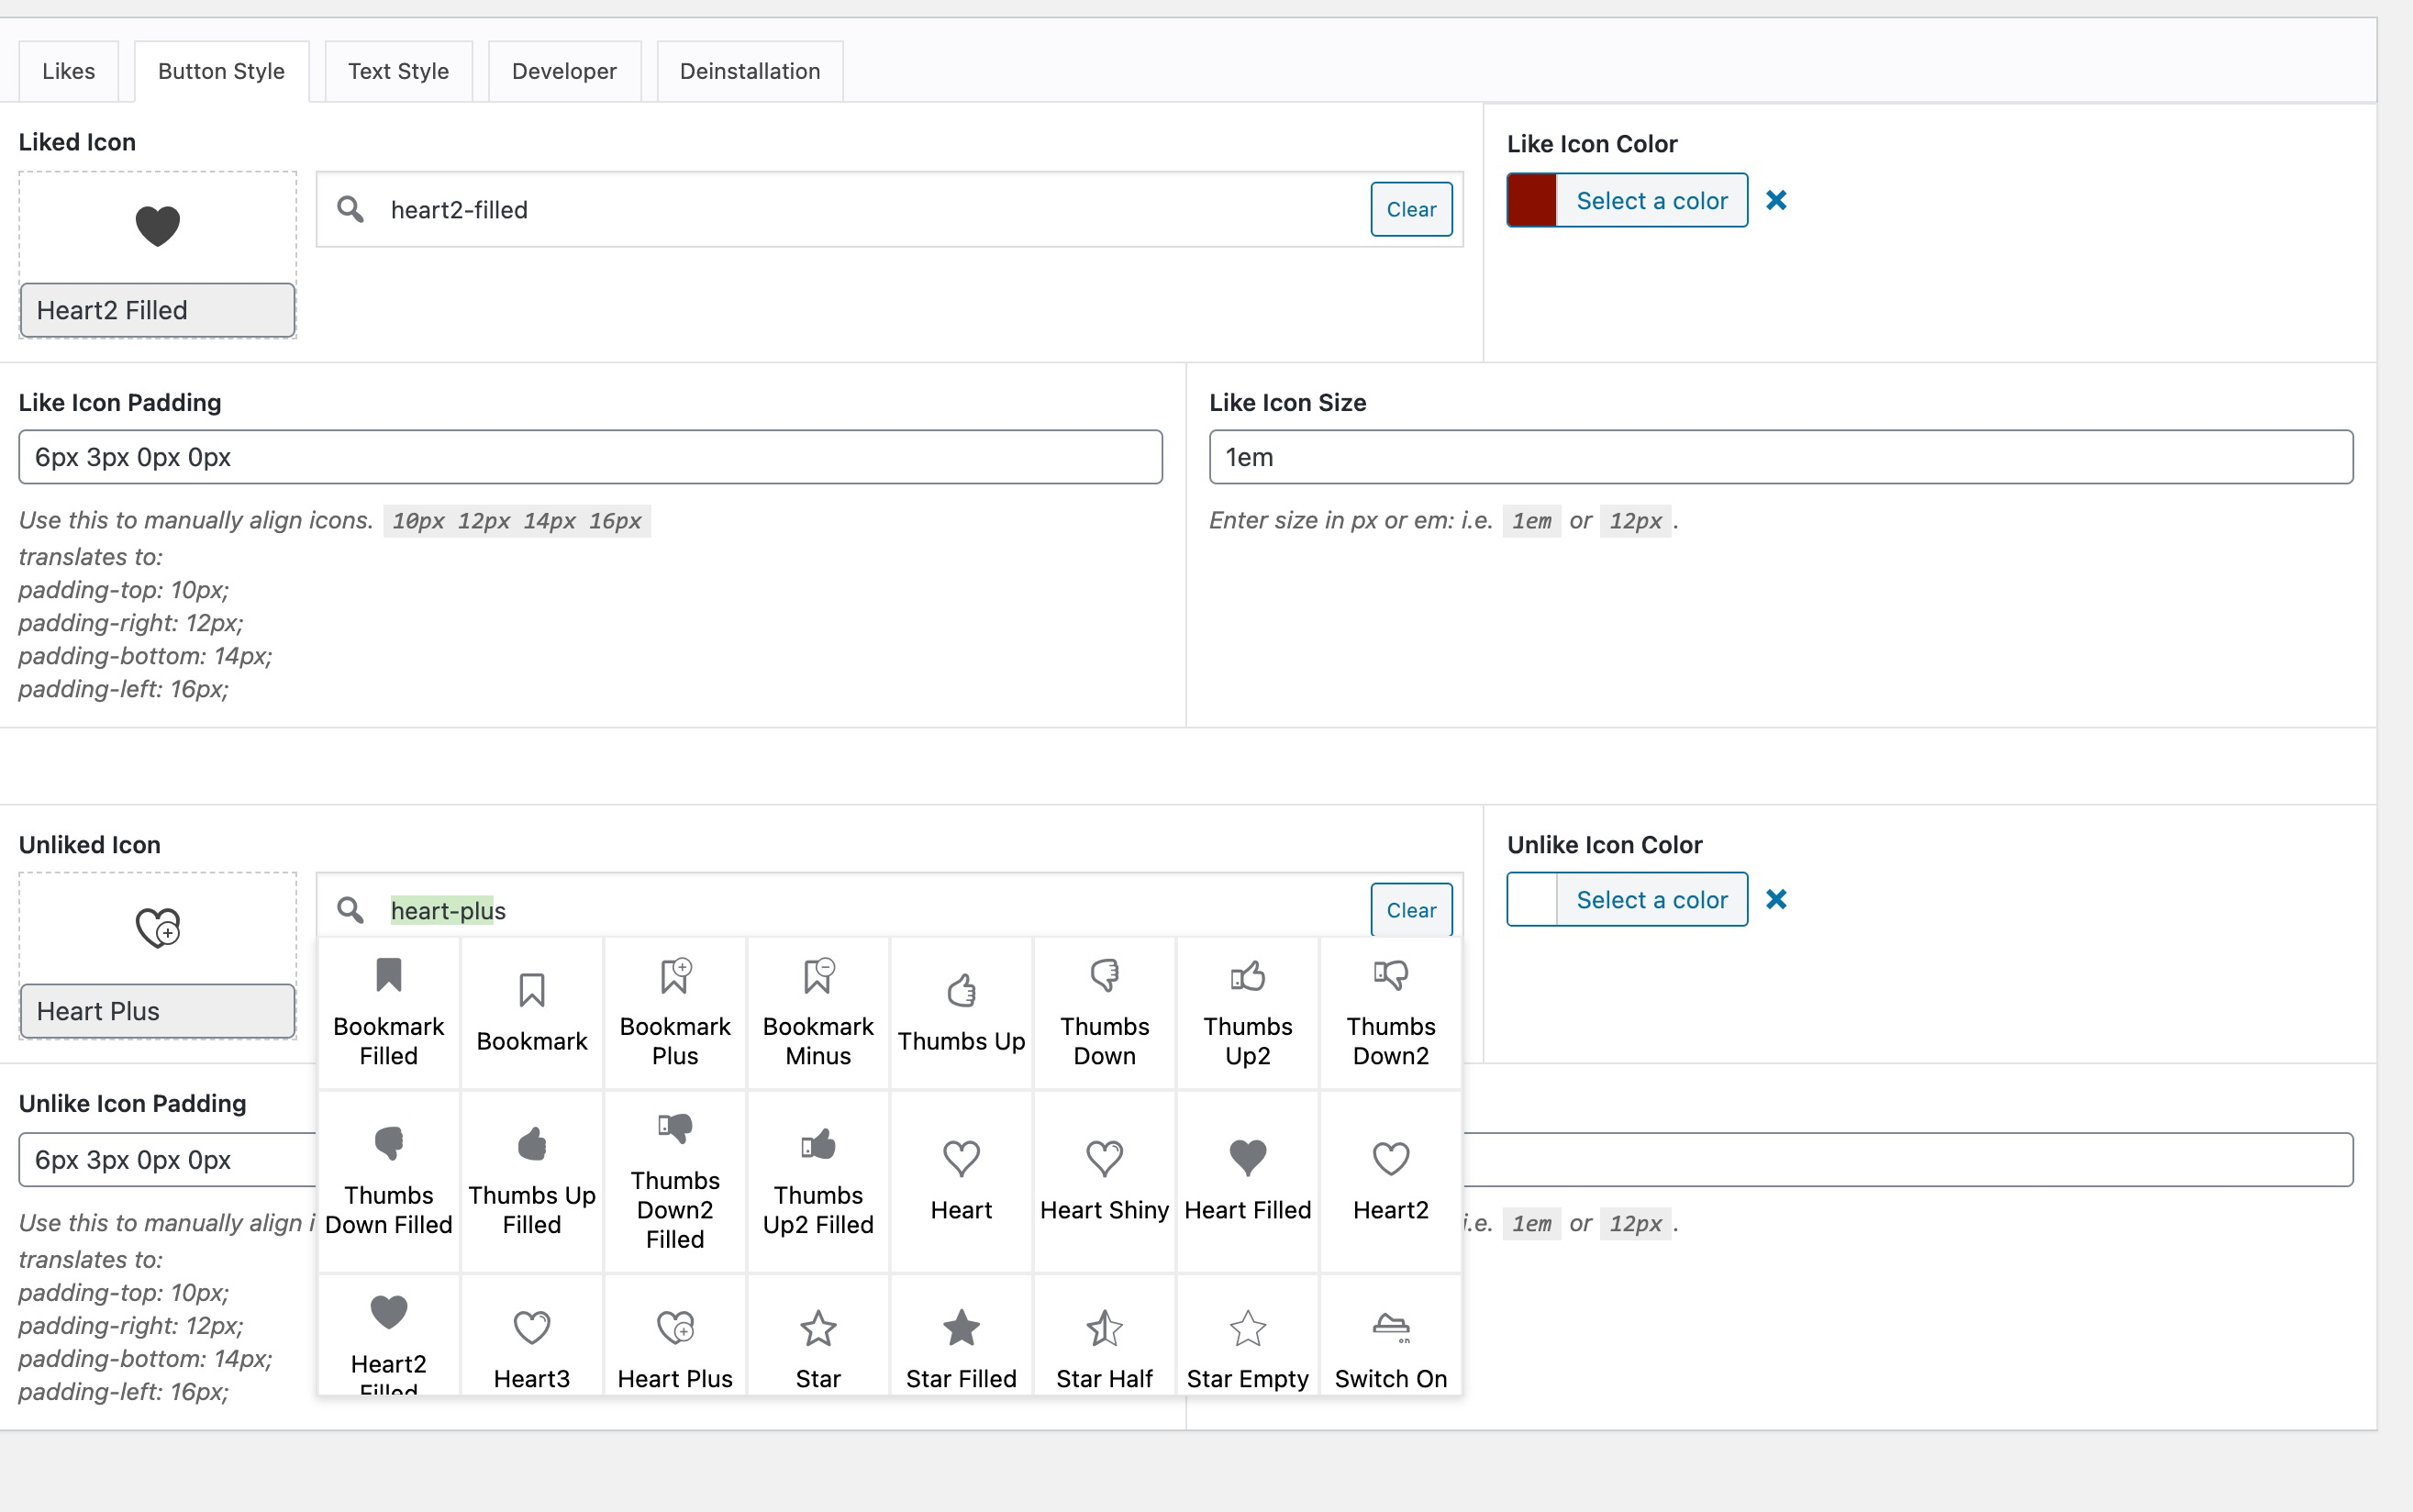 Likes
Button Style
Text Style
Developer
Deinstallation
Liked Icon
heart2-filled
Clear
Heart2 Filled
Like Icon Color
Select a color
Like Icon Padding
6px 3px 0px 0px
Use this to manually align icons. 10px 12px 14px 16px
translates to:
padding-top: 10px;
padding-right: 12px;
padding-bottom: 14px;
padding-left: 16px;
Like Icon Size
1em
Enter size in px or em: i.e. 1em or 12px .
Unliked Icon
heart-plus
Clear
Heart Plus
Unlike Icon Color
Select a color
Bookmark
Filled
Bookmark
Bookmark
Plus
Bookmark
Minus
Thumbs Up
Thumbs
Down
Thumbs
Up2
Thumbs
Down2
Thumbs
Down Filled
Thumbs Up
Filled
Thumbs
Down2
Filled
Thumbs
Up2 Filled
Heart
Heart Shiny
Heart Filled
Heart2
Heart2
Filled
Heart3
Heart Plus
Star
Star Filled
Star Half
Star Empty
on
Switch On
Unlike Icon Padding
6px 3px 0px 0px
Use this to manually align i
translates to:
padding-top: 10px;
padding-right: 12px;
padding-bottom: 14px;
padding-left: 16px;
i.e. 1em or 12px .